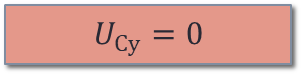 U_Cy = 0